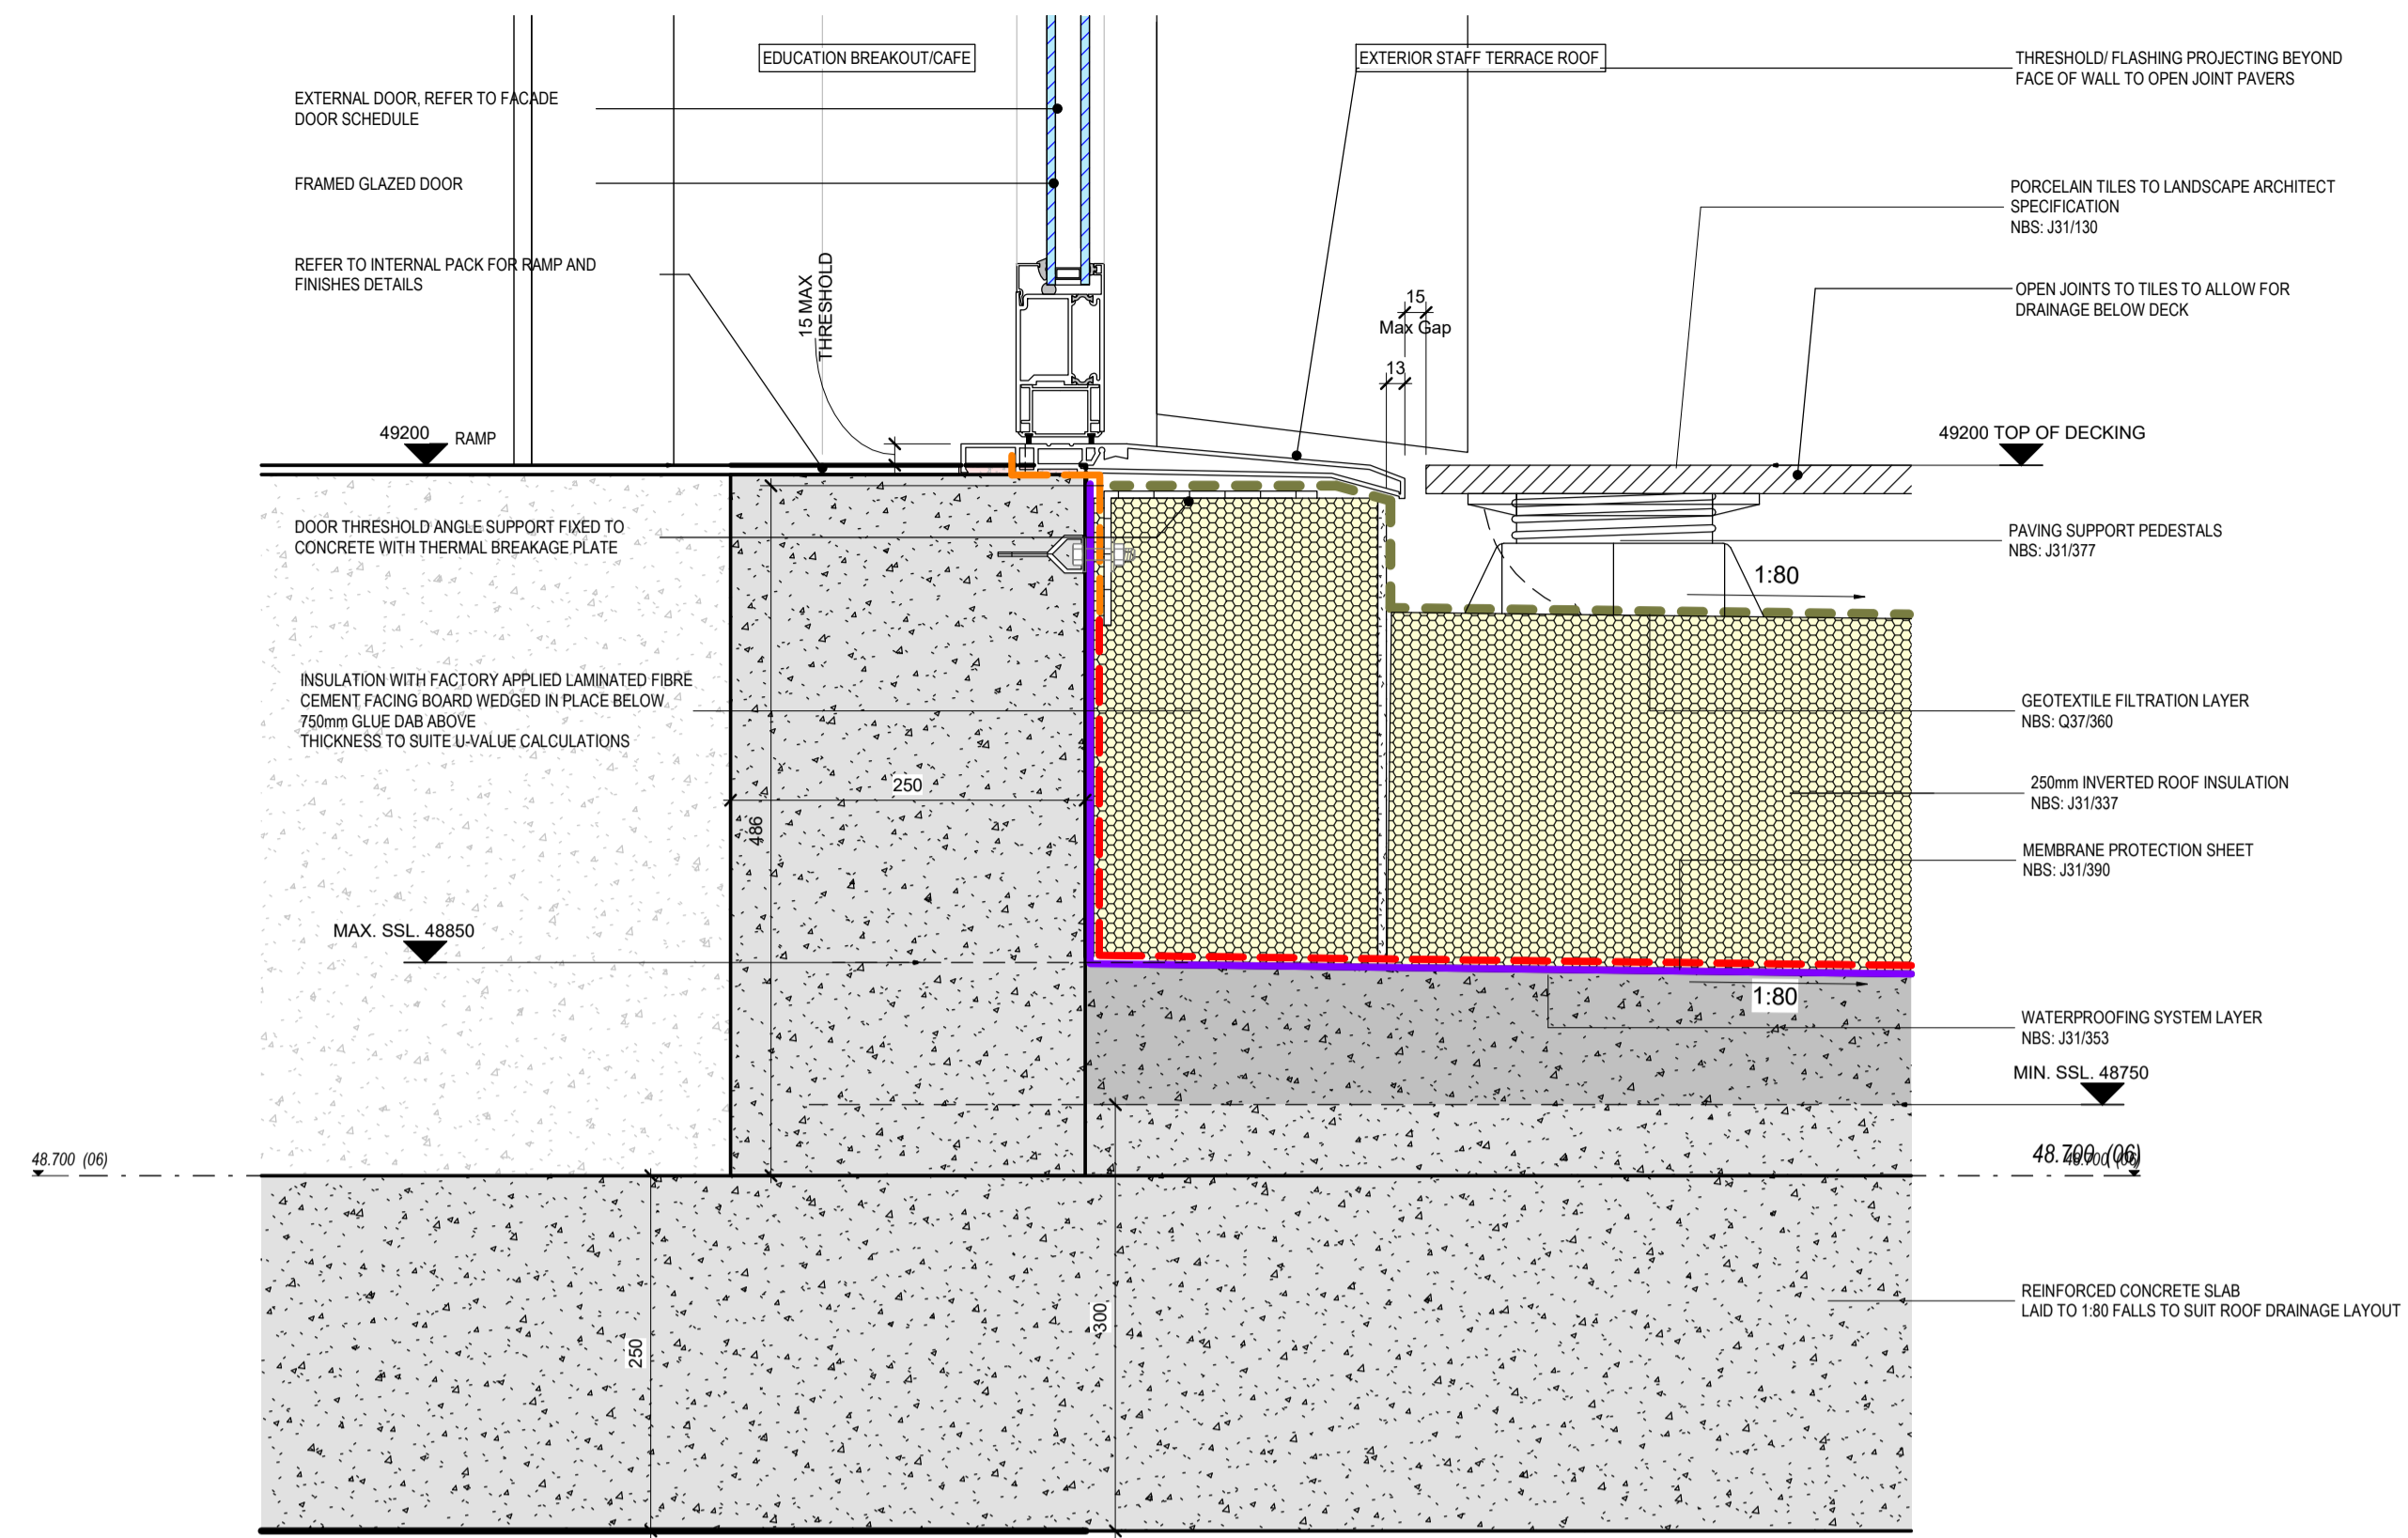 EDUCATION BREAKOUT/CAFE
EXTERIOR STAFF TERRACE ROOF
THRESHOLD/ FLASHING PROJECTING BEYOND
FACE OF WALL TO OPEN JOINT PAVERS
EXTERNAL DOOR, REFER TO FACADE
DOOR SCHEDULE
FRAMED GLAZED DOOR
PORCELAIN TILES TO LANDSCAPE ARCHITECT
SPECIFICATION
NBS: J31/130
REFER TO INTERNAL PACK FOR RAMP AND
FINISHES DETAILS
15 MAX
THRESHOLD
15
Max Gap
13
OPEN JOINTS TO TILES TO ALLOW FOR
DRAINAGE BELOW DECK
49200
RAMP
49200 TOP OF DECKING
DOOR THRESHOLD ANGLE SUPPORT FIXED TO
CONCRETE WITH THERMAL BREAKAGE PLATE
PAVING SUPPORT PEDESTALS
NBS: J31/377
1:80
INSULATION WITH FACTORY APPLIED LAMINATED FIBRE
CEMENT FACING BOARD WEDGED IN PLACE BELOW
750mm GLUE DAB ABOVE
THICKNESS TO SUITE U-VALUE CALCULATIONS
GEOTEXTILE FILTRATION LAYER
NBS: Q37/360
250
486
250mm INVERTED ROOF INSULATION
NBS: J31/337
MEMBRANE PROTECTION SHEET
NBS: J31/390
MAX. SSL. 48850
1:80
WATERPROOFING SYSTEM LAYER
NBS: J31/353
MIN. SSL. 48750
48.700 (06)
48.700 (06)
48.700 (06)
REINFORCED CONCRETE SLAB
LAID TO 1:80 FALLS TO SUIT ROOF DRAINAGE LAYOUT
250
300